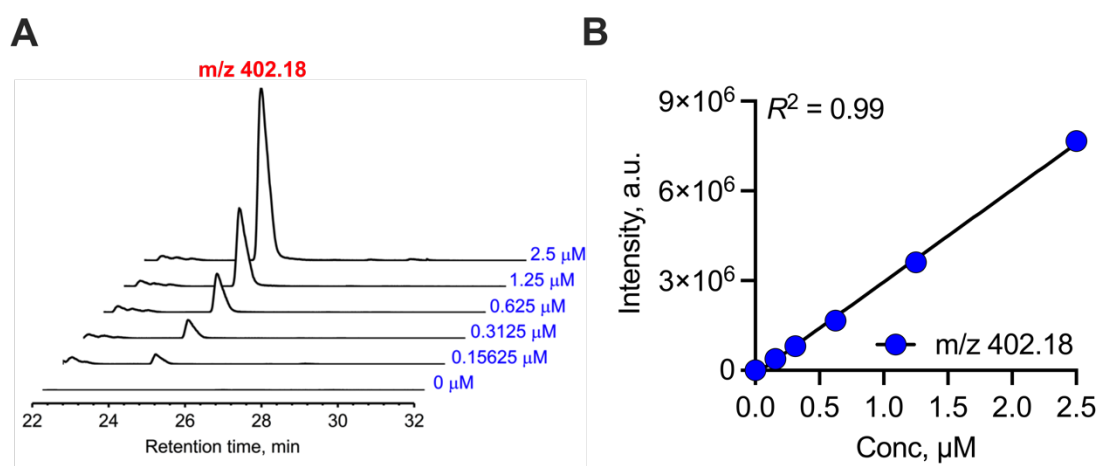 A
m/z 402.18
2.5 μM
1.25 μM
0.625 μM
0.3125 μM
0.15625 μM
0 μM
22 24 26 28 30 32
Retention time, min
B
R² = 0.99
9×10⁶
6×10⁶
3×10⁶
0
Intensity, a.u.
m/z 402.18
0.0 0.5 1.0 1.5 2.0 2.5
Conc, μM